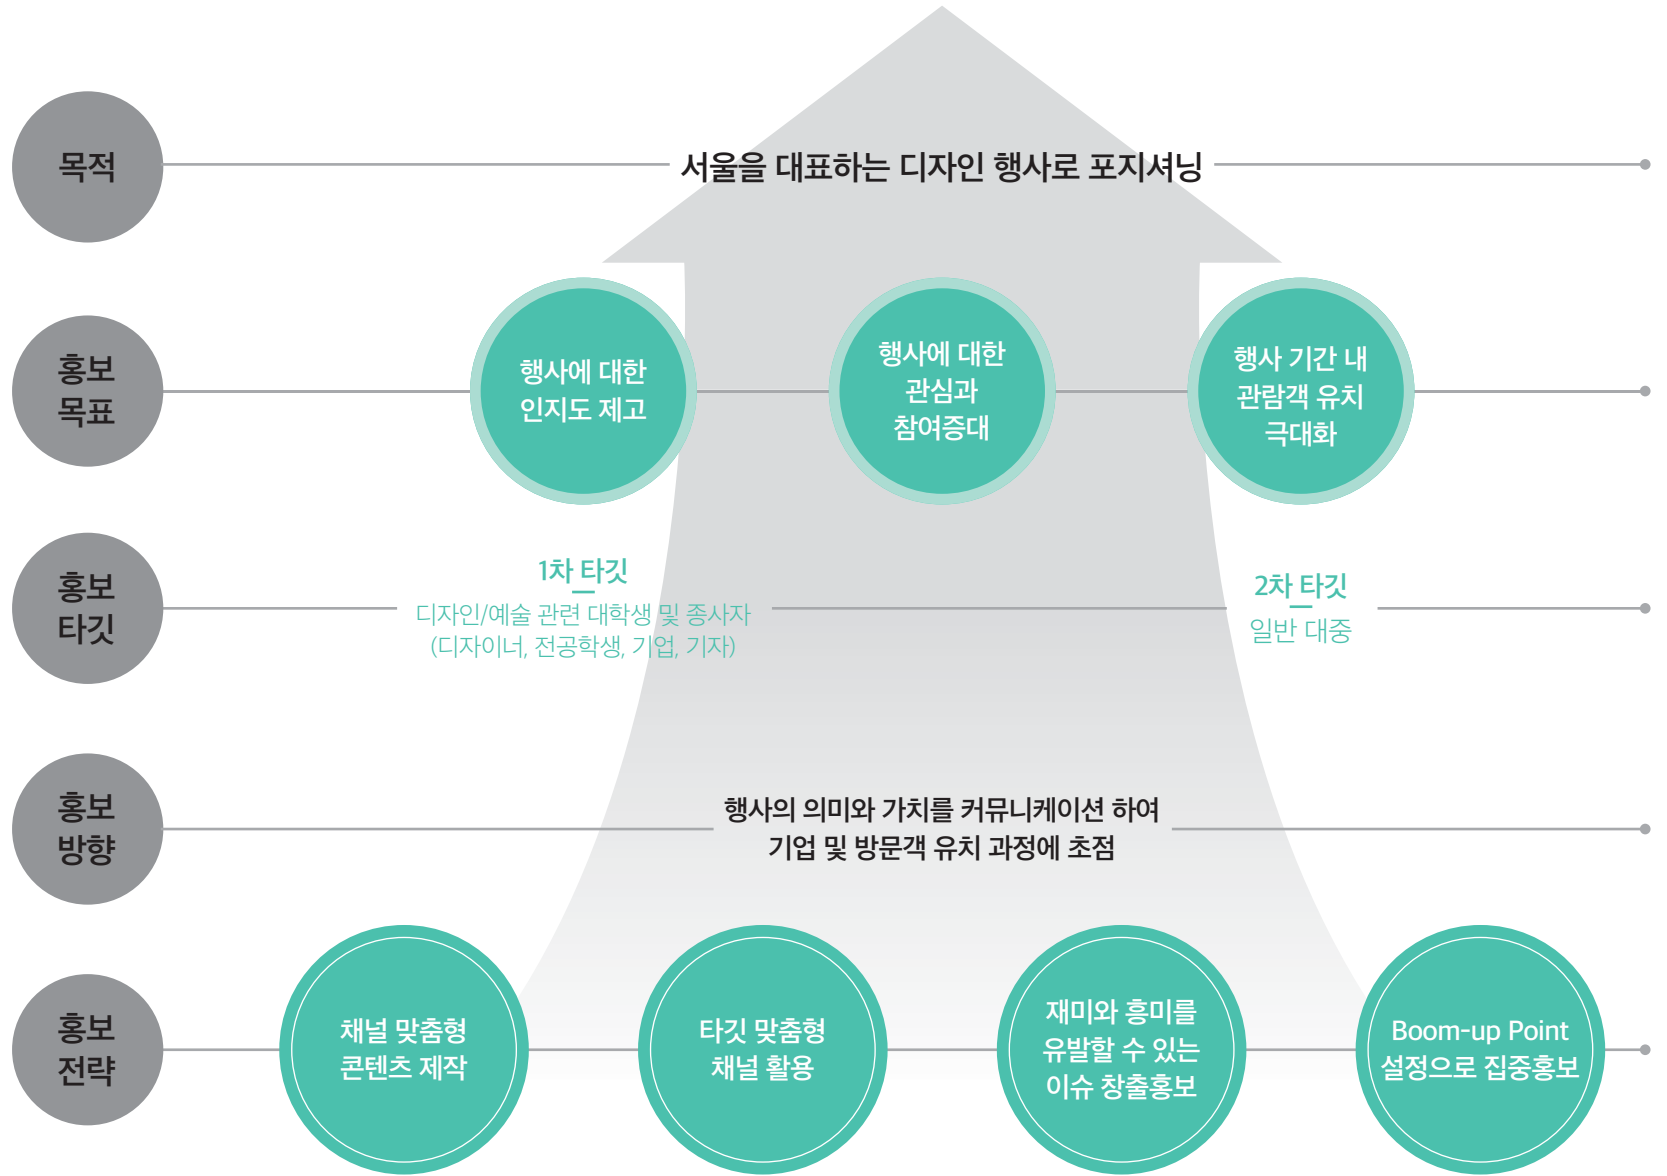 목적
서울을 대표하는 디자인 행사로 포지셔닝
홍보
목표
행사에 대한
인지도 제고
행사에 대한
관심과
참여증대
행사 기간 내
관람객 유치
극대화
홍보
타깃
1차 타깃
디자인/예술 관련 대학생 및 종사자
(디자이너, 전공학생, 기업, 기자)
2차 타깃
일반 대중
홍보
방향
행사의 의미와 가치를 커뮤니케이션 하여
기업 및 방문객 유치 과정에 초점
홍보
전략
채널 맞춤형
콘텐츠 제작
타깃 맞춤형
채널 활용
재미와 흥미를
유발할 수 있는
이슈 창출홍보
Boom-up Point
설정으로 집중홍보